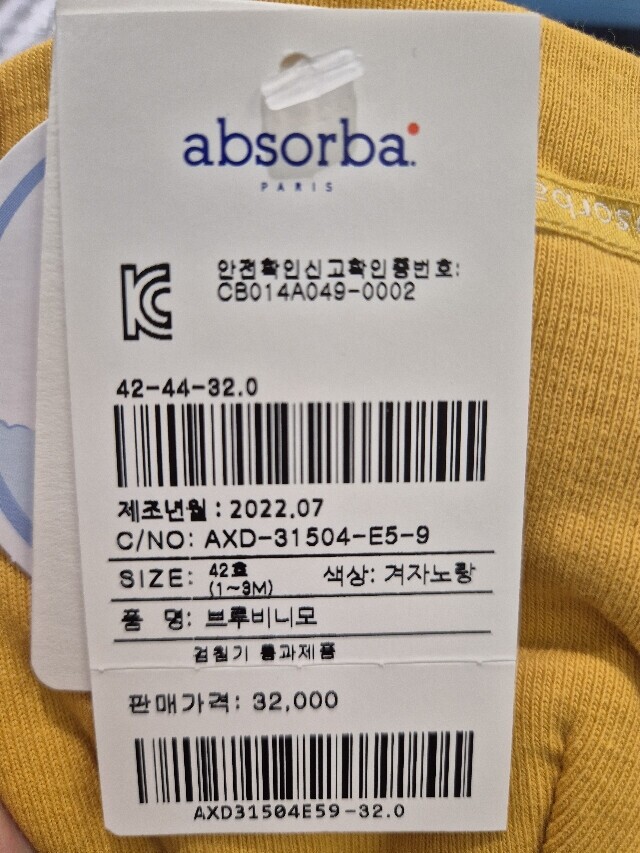 absorba
PARIS
안전확인신고확인증번호:
CB014A049-0002
42-44-32.0
제조년월 : 2022.07
C/NO: AXD-31504-E5-9
SIZE: 42호 (1~3M) 색상: 겨자노랑
품 명: 브루비니모
검침기 통과제품
판매가격: 32,000
AXD31504E59-32.0